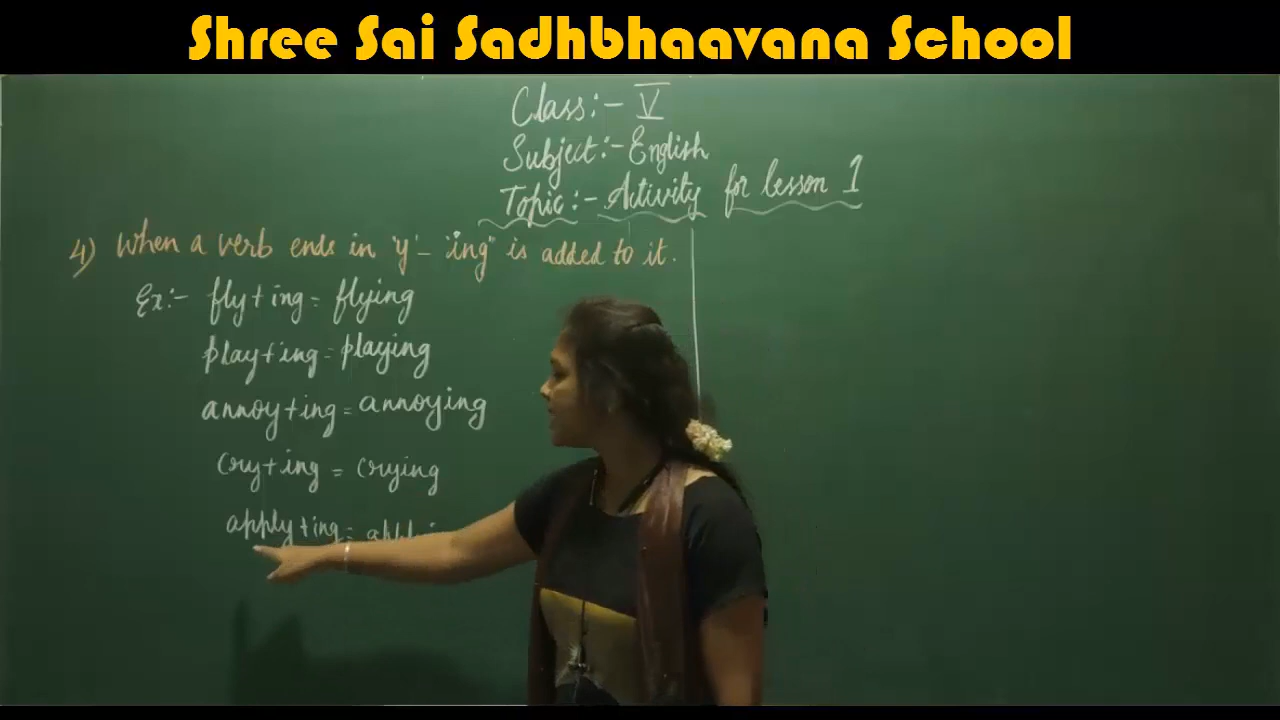 Shree Sai Sadhbhaavana School
Class:- V
Subject:- English
Topic:- Activity for lesson 1
4) When a verb ends in 'y' - 'ing' is added to it.
Ex:- fly + ing = flying
play + ing = playing
annoy + ing = annoying
cry + ing = crying
apply + ing =